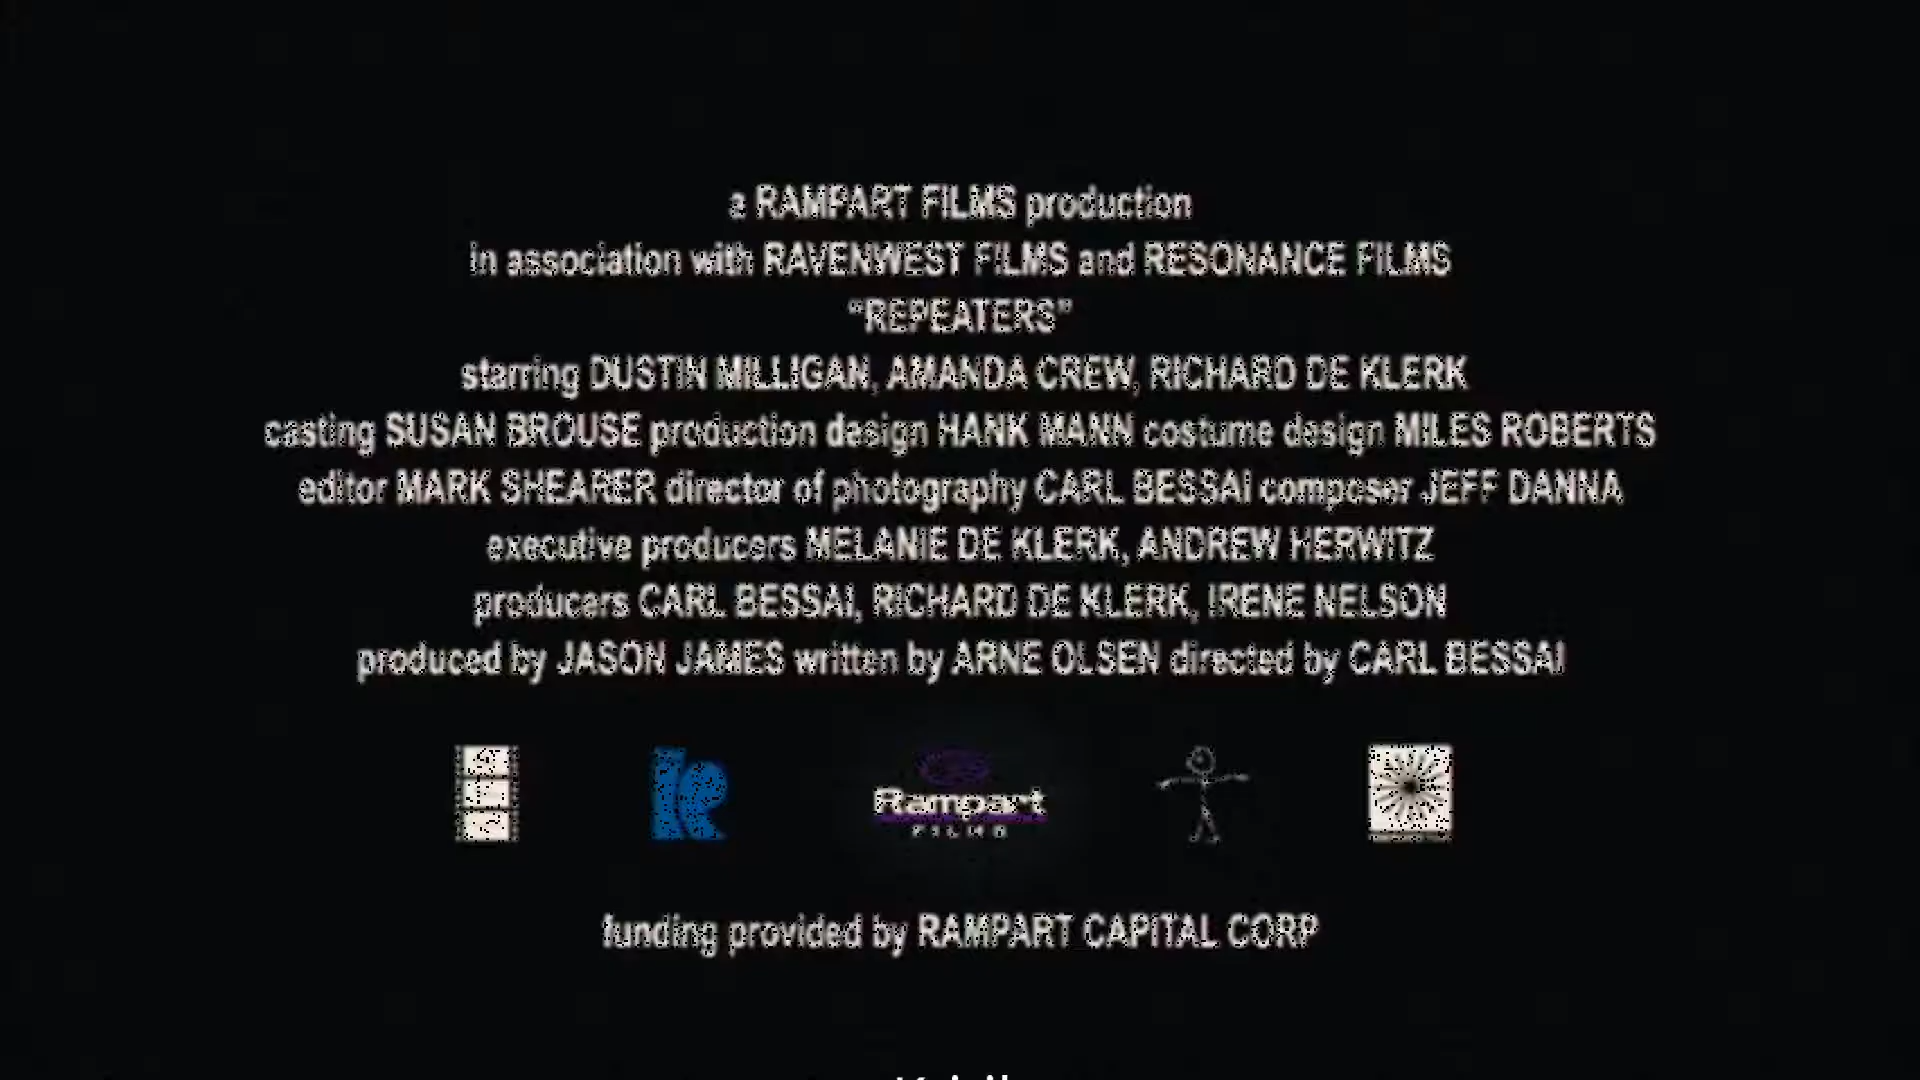 a RAMPART FILMS production
in association with RAVENWEST FILMS and RESONANCE FILMS
“REPEATERS”
starring DUSTIN MILLIGAN, AMANDA CREW, RICHARD DE KLERK
casting SUSAN BROUSE production design HANK MANN costume design MILES ROBERTS
editor MARK SHEARER director of photography CARL BESSAI composer JEFF DANNA
executive producers MELANIE DE KLERK, ANDREW HERWITZ
producers CARL BESSAI, RICHARD DE KLERK, IRENE NELSON
produced by JASON JAMES written by ARNE OLSEN directed by CARL BESSAI
Rampart
FILMS
funding provided by RAMPART CAPITAL CORP